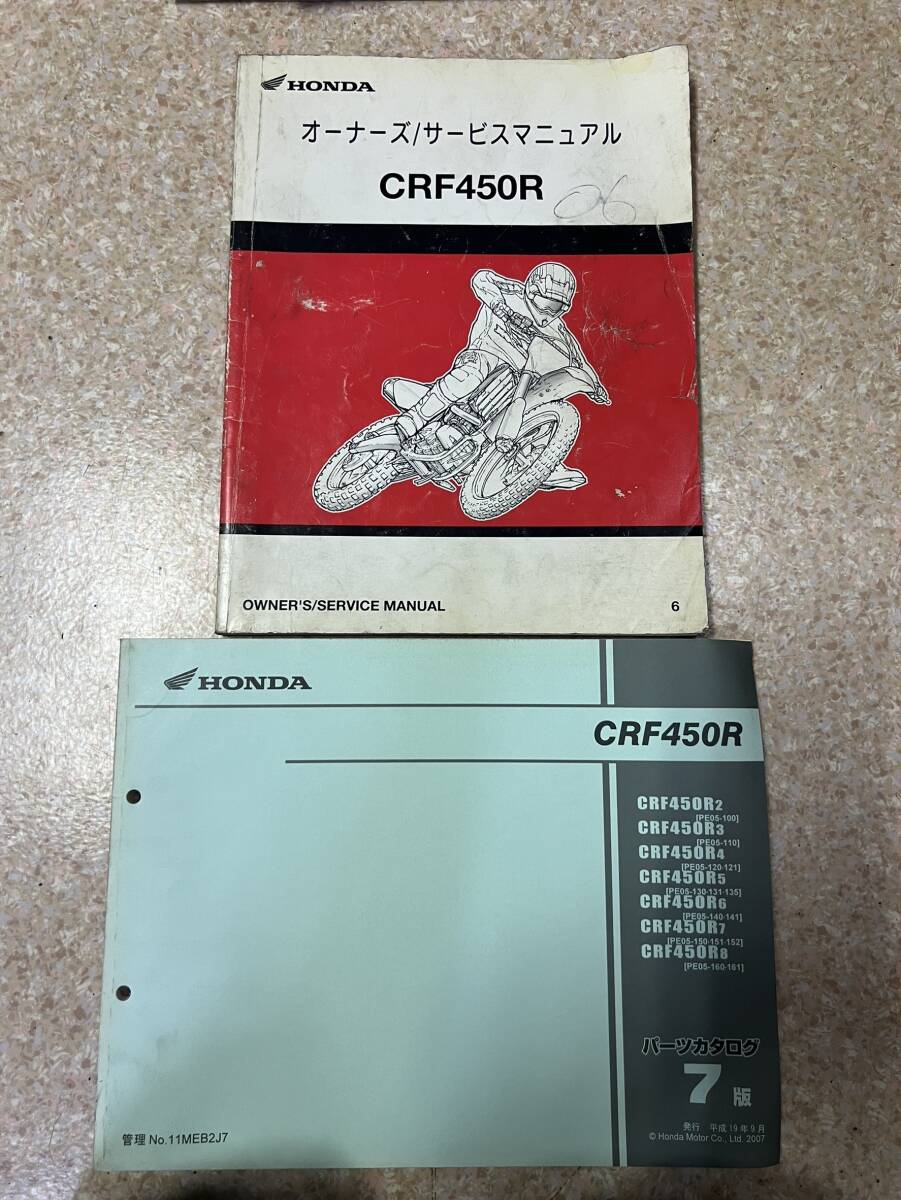 HONDA
オーナーズ/サービスマニュアル
CRF450R
06
OWNER'S/SERVICE MANUAL
6
HONDA
CRF450R
CRF450R2
[PE05-100]
CRF450R3
[PE05-110]
CRF450R4
[PE05-120·121]
CRF450R5
[PE05-130·131·135]
CRF450R6
[PE05-140·141]
CRF450R7
[PE05-150·151·152]
CRF450R8
[PE05-160·161]
パーツカタログ
7版
発行 平成19年9月
© Honda Motor Co., Ltd. 2007
管理 No.11MEB2J7